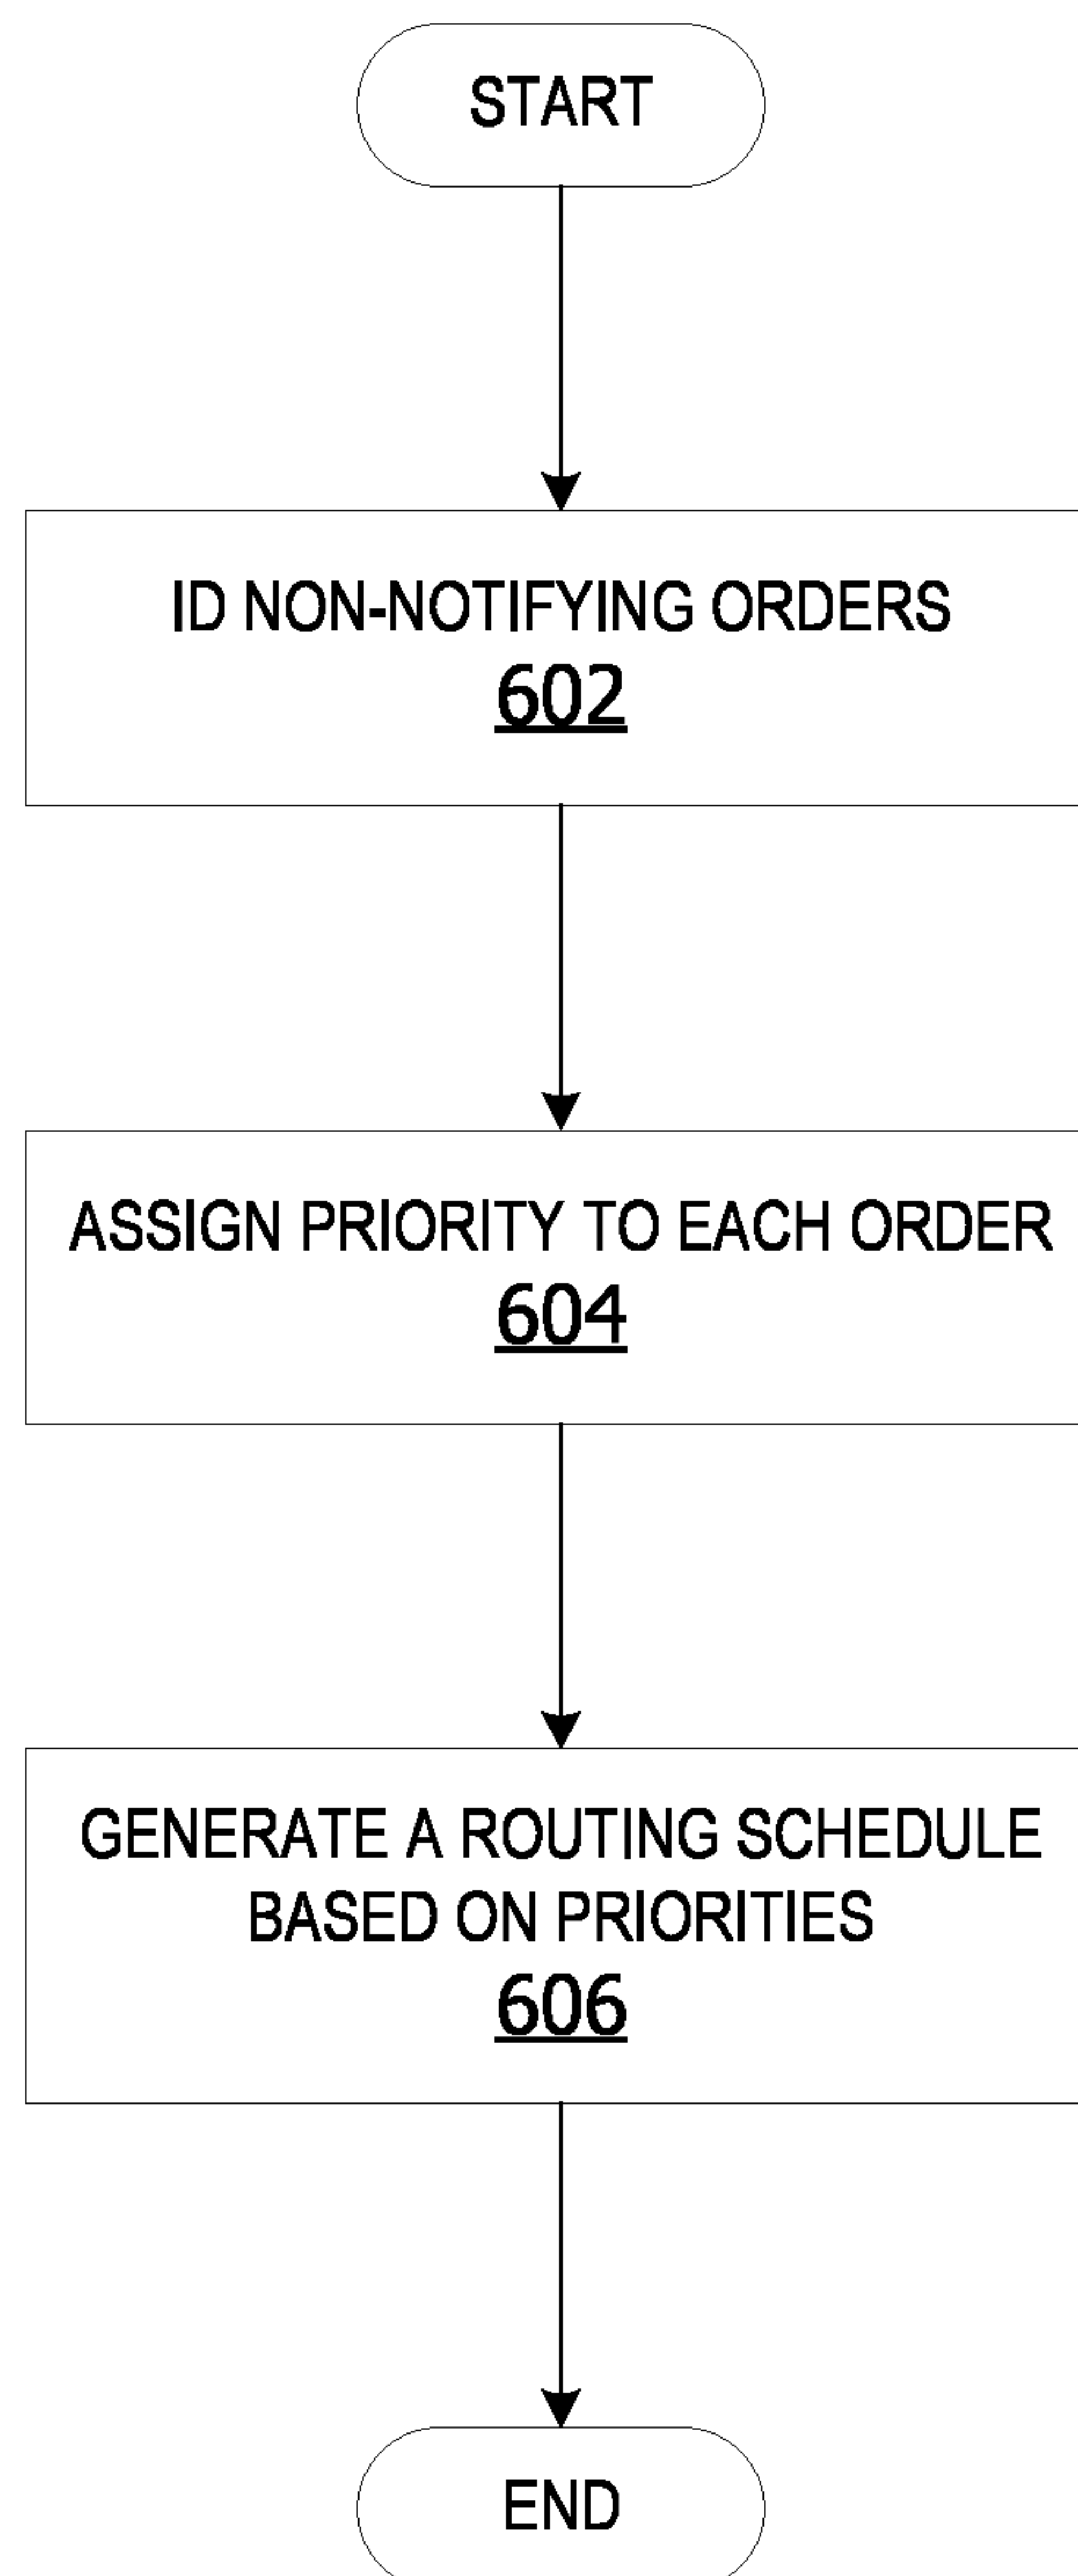 START
ID NON-NOTIFYING ORDERS
602
ASSIGN PRIORITY TO EACH ORDER
604
GENERATE A ROUTING SCHEDULE
BASED ON PRIORITIES
606
END